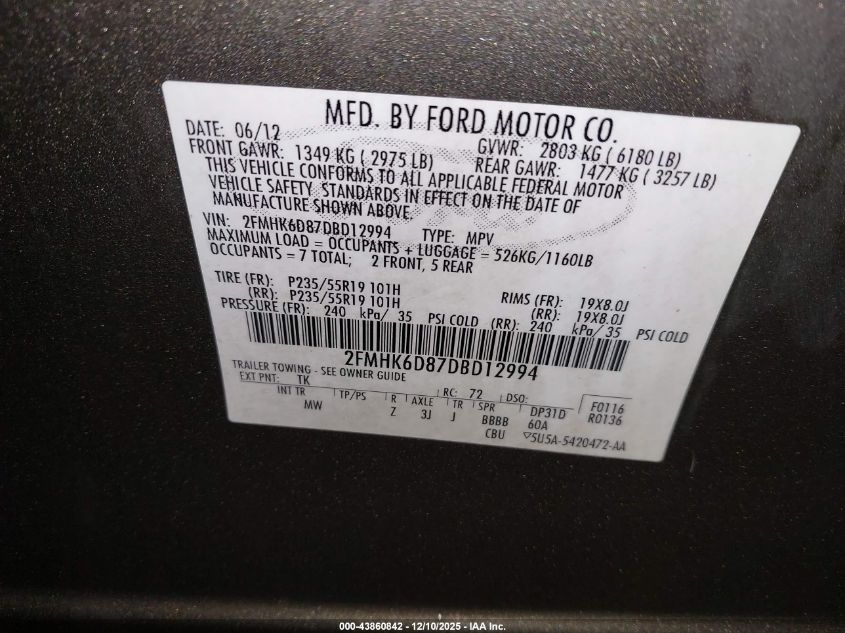 MFD. BY FORD MOTOR CO.
DATE: 06/12 GVWR: 2803 KG ( 6180 LB)
FRONT GAWR: 1349 KG ( 2975 LB) REAR GAWR: 1477 KG ( 3257 LB)
THIS VEHICLE CONFORMS TO ALL APPLICABLE FEDERAL MOTOR
VEHICLE SAFETY STANDARDS IN EFFECT ON THE DATE OF
MANUFACTURE SHOWN ABOVE.
VIN: 2FMHK6D87DBD12994 TYPE: MPV
MAXIMUM LOAD = OCCUPANTS + LUGGAGE = 526KG/1160LB
OCCUPANTS = 7 TOTAL; 2 FRONT, 5 REAR
TIRE (FR): P235/55R19 101H RIMS (FR): 19X8.0J
(RR): P235/55R19 101H (RR): 19X8.0J
PRESSURE (FR): 240 kPa/ 35 PSI COLD (RR): 240 kPa/ 35 PSI COLD
2FMHK6D87DBD12994
TRAILER TOWING - SEE OWNER GUIDE
EXT PNT: TK RC: 72 DSO: F0116
INT TR TP/PS R AXLE TR SPR DP31D R0136
MW Z 3J J BBBB 60A
CBU ▽5U5A-5420472-AA
000-43860842 - 12/10/2025 - IAA Inc.